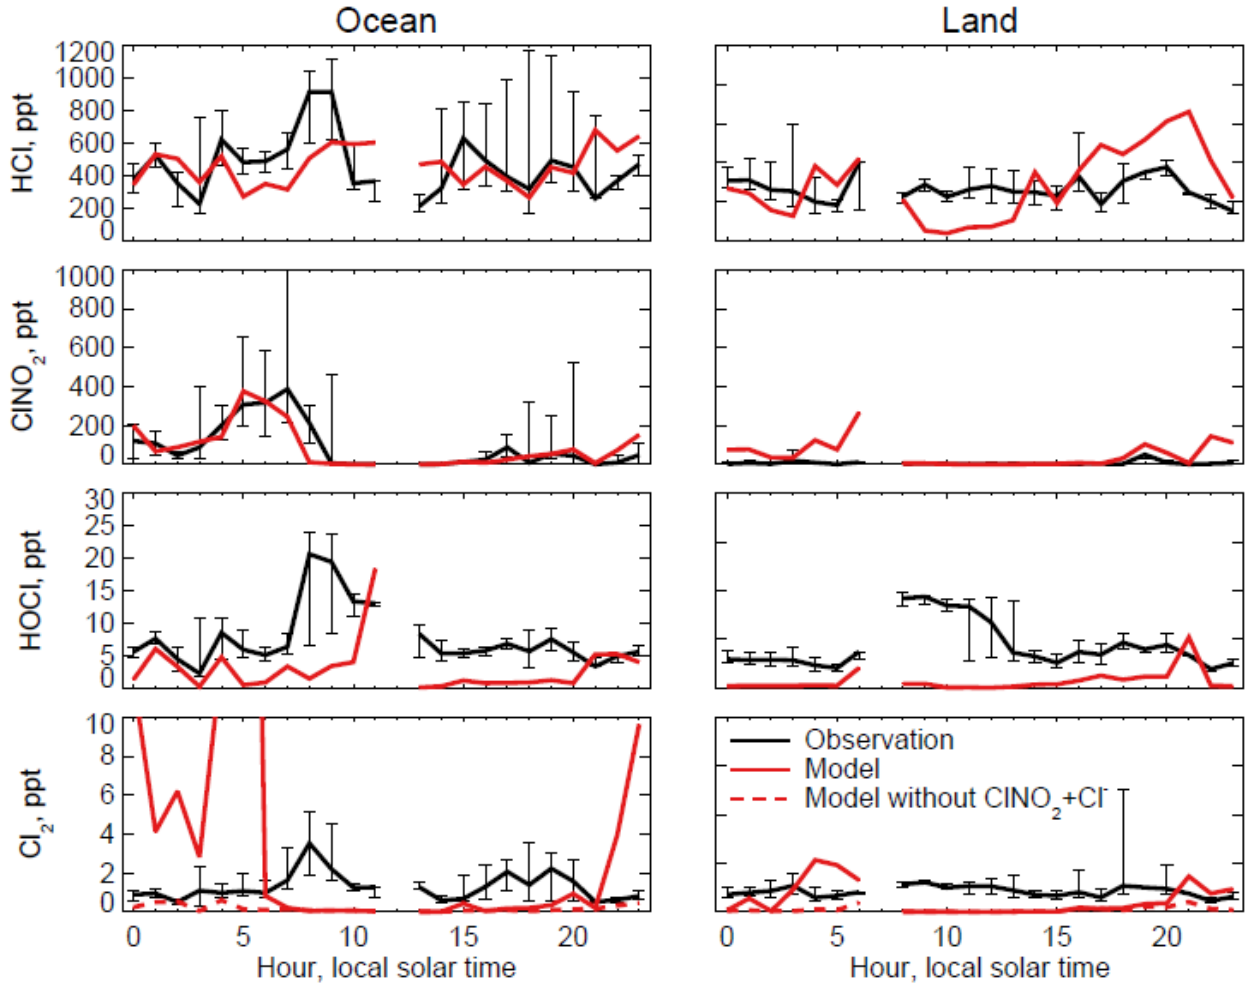 Ocean Land
HCl, ppt
1200
1000
800
600
400
200
0
ClNO2, ppt
1000
800
600
400
200
0
HOCl, ppt
30
25
20
15
10
5
0
Cl2, ppt
10
8
6
4
2
0
Observation
Model
Model without ClNO2+Cl-
0 5 10 15 20 0 5 10 15 20
Hour, local solar time Hour, local solar time